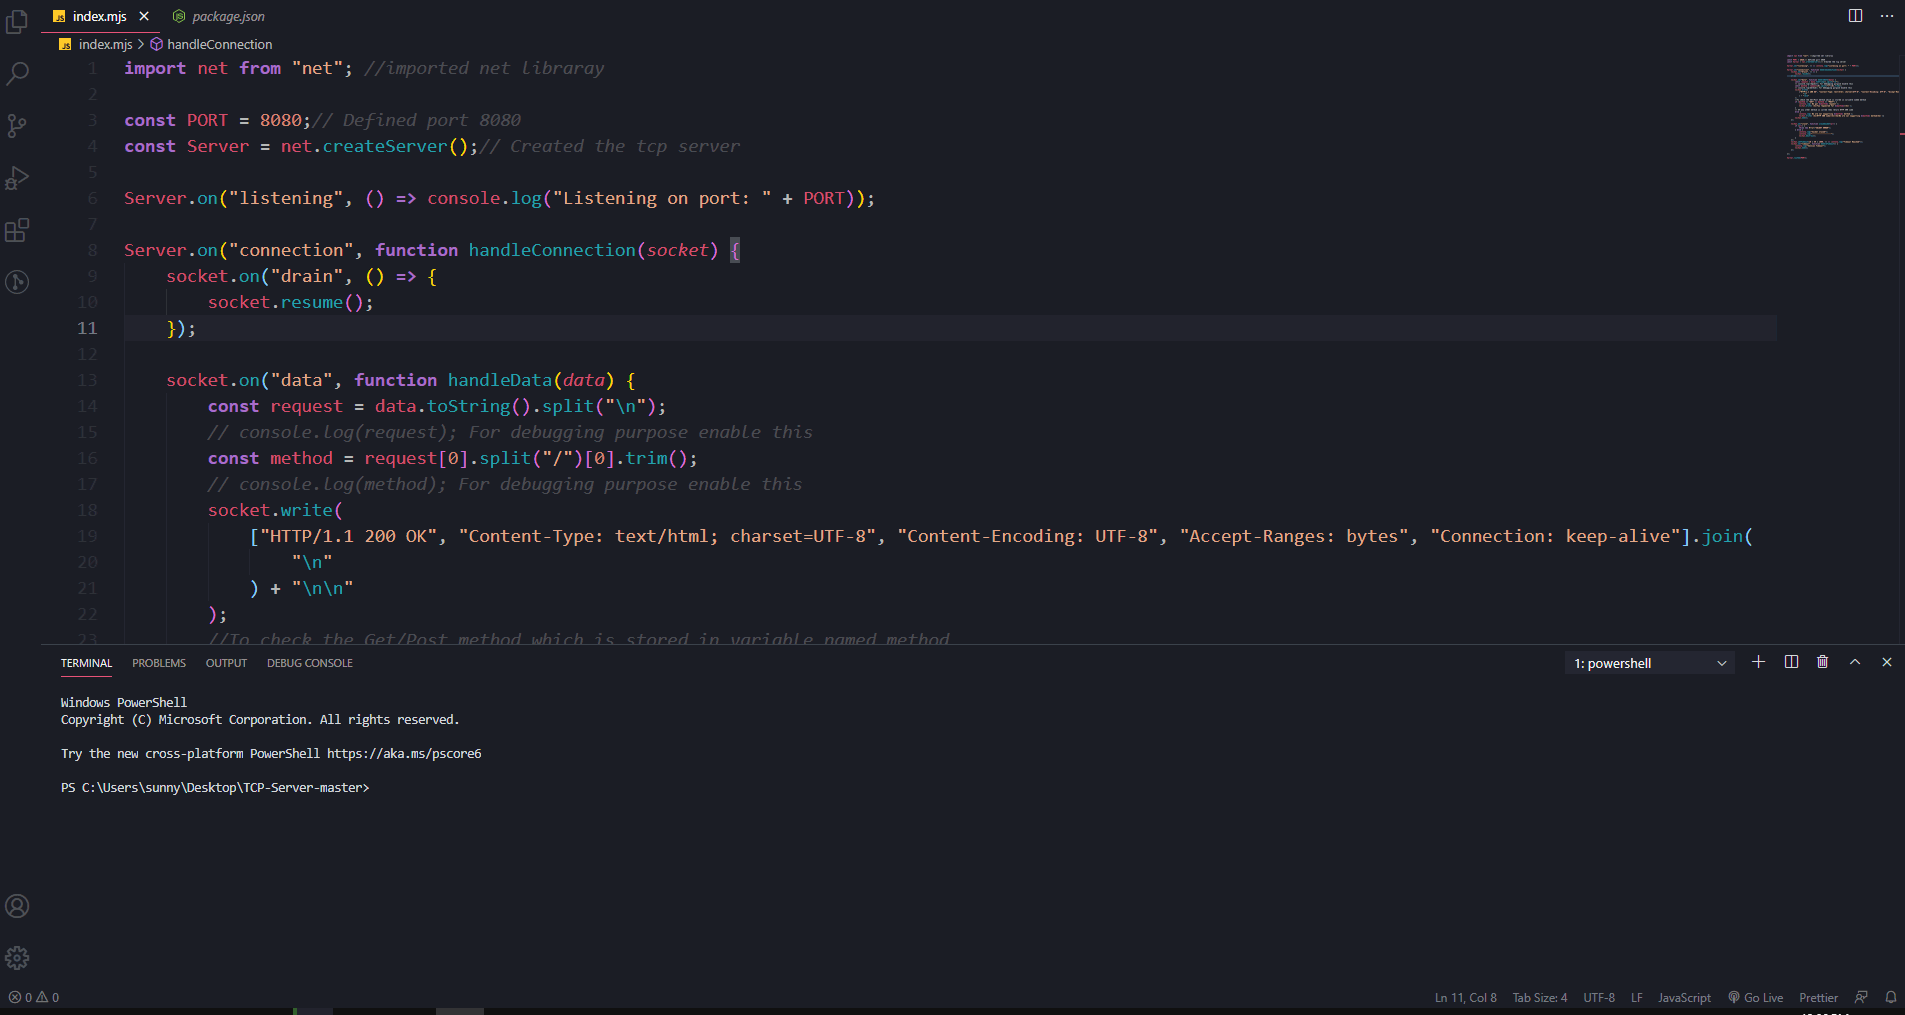 index.mjs
package.json
index.mjs > handleConnection
1 import net from "net"; //imported net libraray
2
3 const PORT = 8080;// Defined port 8080
4 const Server = net.createServer();// Created the tcp server
5
6 Server.on("listening", () => console.log("Listening on port: " + PORT));
7
8 Server.on("connection", function handleConnection(socket) {
9 socket.on("drain", () => {
10 socket.resume();
11 });
12
13 socket.on("data", function handleData(data) {
14 const request = data.toString().split("\n");
15 // console.log(request); For debugging purpose enable this
16 const method = request[0].split("/")[0].trim();
17 // console.log(method); For debugging purpose enable this
18 socket.write(
19 ["HTTP/1.1 200 OK", "Content-Type: text/html; charset=UTF-8", "Content-Encoding: UTF-8", "Accept-Ranges: bytes", "Connection: keep-alive"].join(
20 "\n"
21 ) + "\n\n"
22 );
23 //To check the Get/Post method which is stored in variable named method
TERMINAL PROBLEMS OUTPUT DEBUG CONSOLE
1: powershell
Windows PowerShell
Copyright (C) Microsoft Corporation. All rights reserved.
Try the new cross-platform PowerShell https://aka.ms/pscore6
PS C:\Users\sunny\Desktop\TCP-Server-master>
0 0
Ln 11, Col 8 Tab Size: 4 UTF-8 LF JavaScript Go Live Prettier